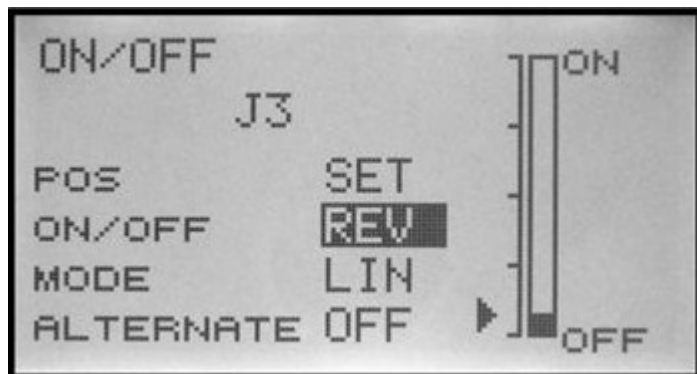 ON/OFF
J3
POS SET
ON/OFF REV
MODE LIN
ALTERNATE OFF
ON
OFF